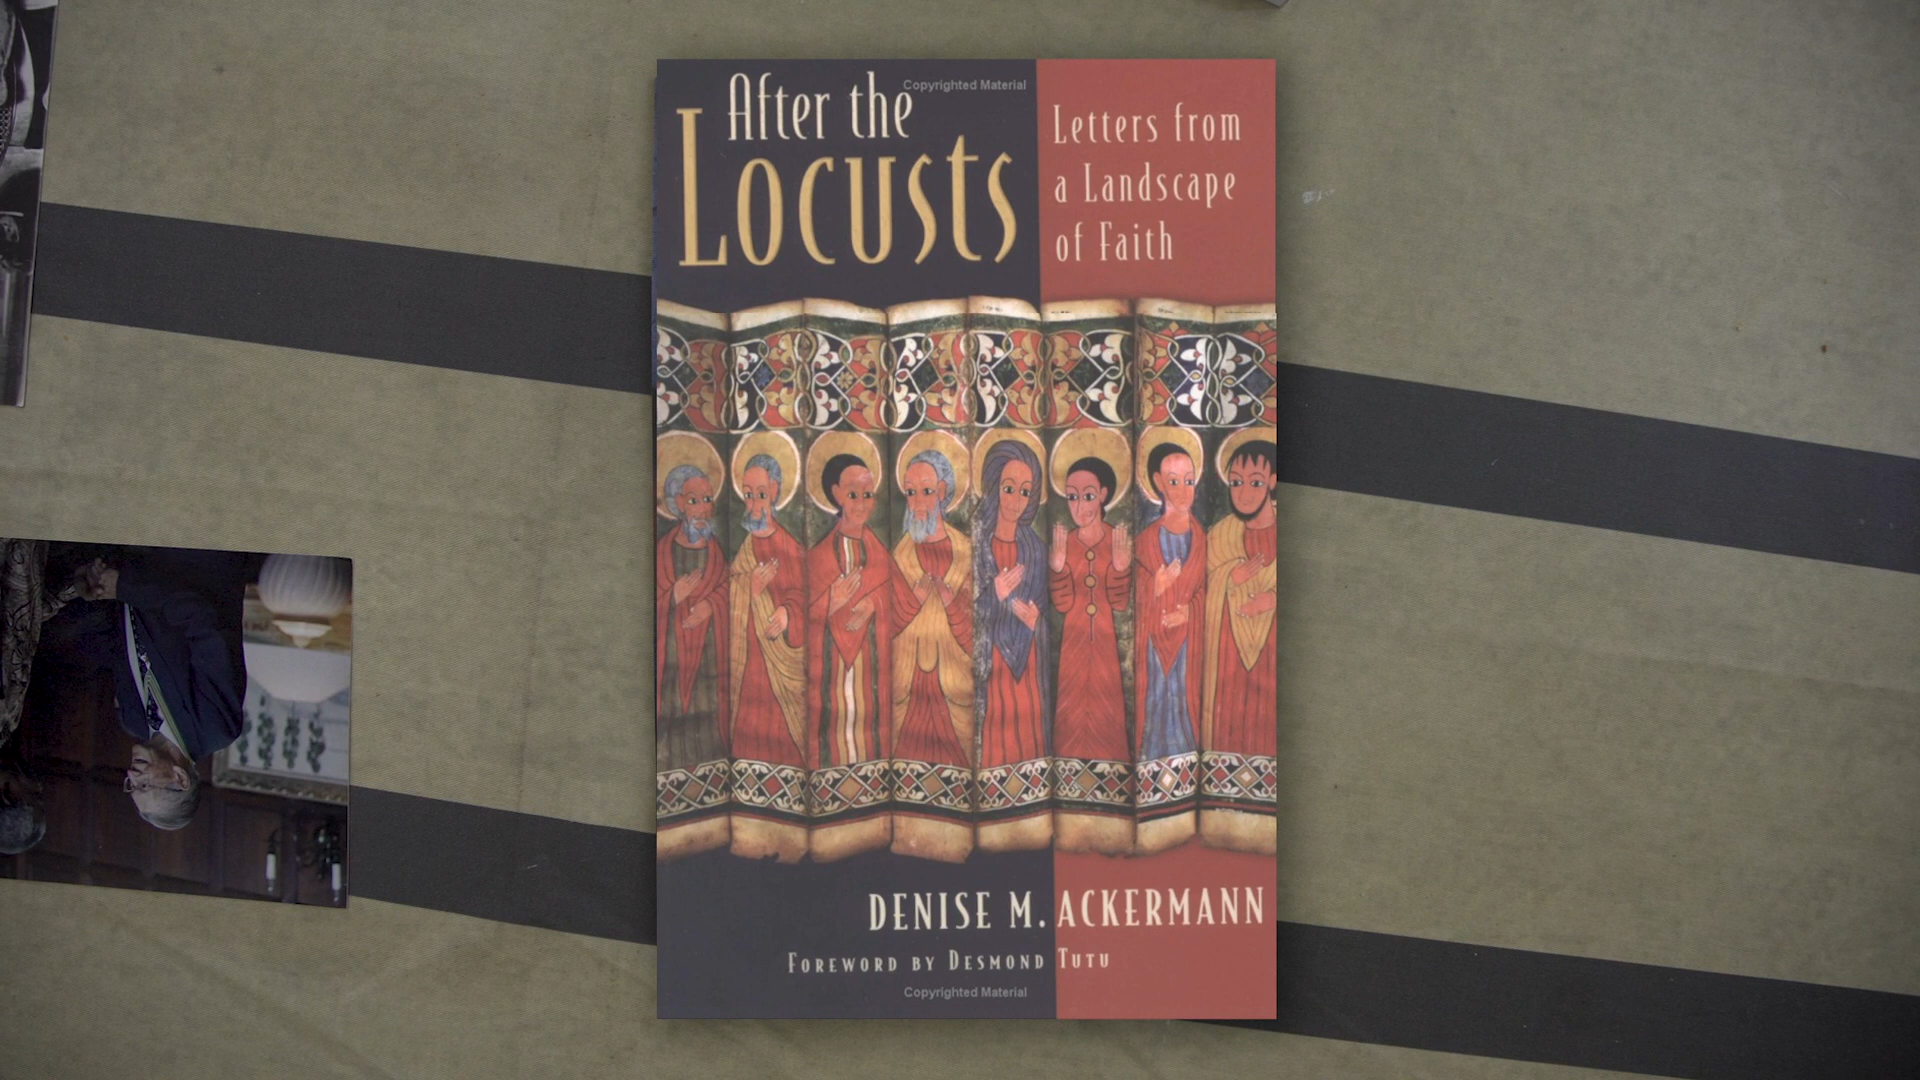 After the
Copyrighted Material
Locusts
Letters from
a Landscape
of Faith
DENISE M. ACKERMANN
FOREWORD BY DESMOND TUTU
Copyrighted Material